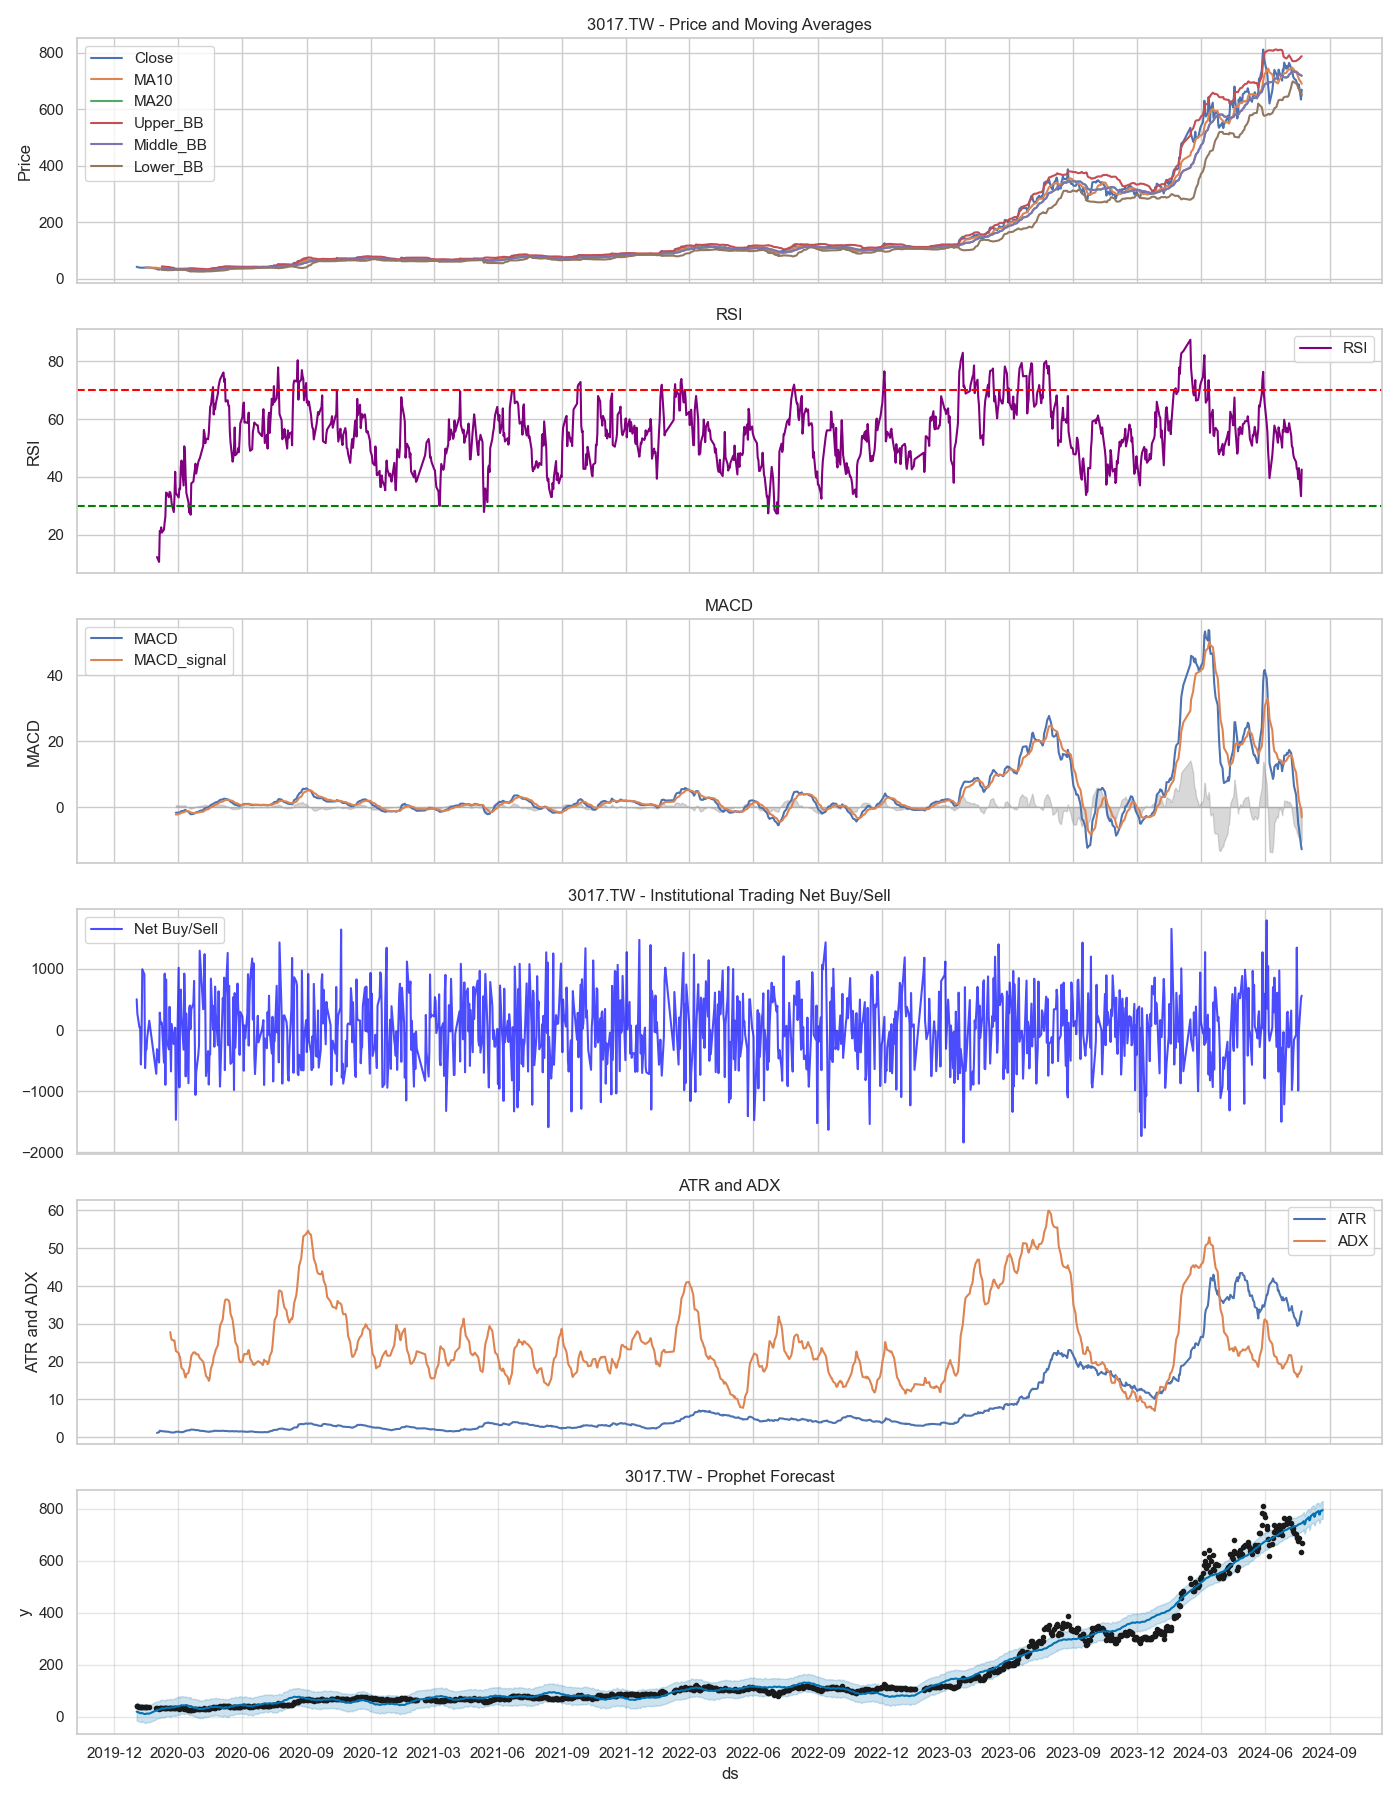 3017.TW - Price and Moving Averages
Close
MA10
MA20
Upper_BB
Middle_BB
Lower_BB
Price
800
600
400
200
0
RSI
RSI
RSI
80
60
40
20
MACD
MACD
MACD_signal
MACD
40
20
0
3017.TW - Institutional Trading Net Buy/Sell
Net Buy/Sell
1000
0
−1000
−2000
ATR and ADX
ATR
ADX
ATR and ADX
60
50
40
30
20
10
0
3017.TW - Prophet Forecast
y
800
600
400
200
0
2019-12 2020-03 2020-06 2020-09 2020-12 2021-03 2021-06 2021-09 2021-12 2022-03 2022-06 2022-09 2022-12 2023-03 2023-06 2023-09 2023-12 2024-03 2024-06 2024-09
ds